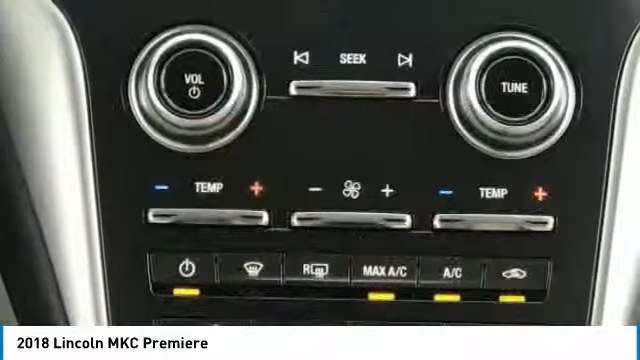 VOL
SEEK
TUNE
− TEMP +
− +
− TEMP +
R
MAX A/C
A/C
2018 Lincoln MKC Premiere